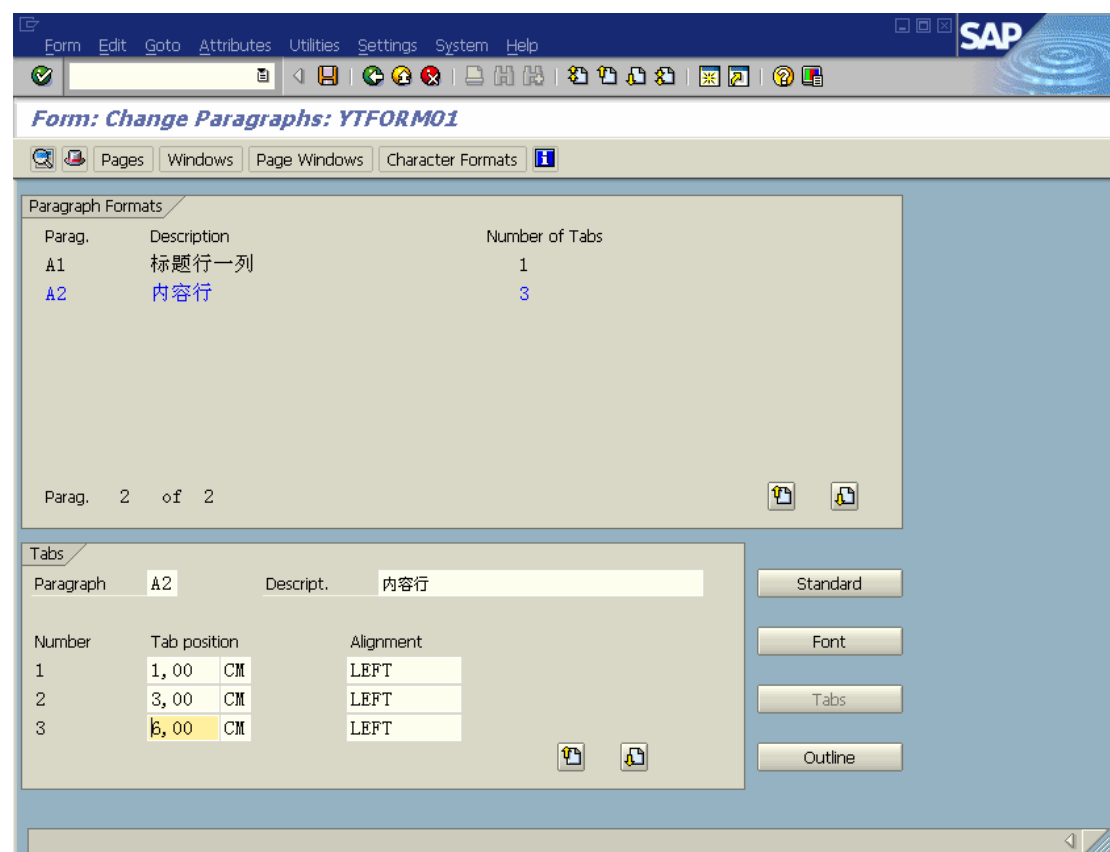 Form Edit Goto Attributes Utilities Settings System Help
SAP
Form: Change Paragraphs: YTFORM01
Pages Windows Page Windows Character Formats
Paragraph Formats
Parag. Description Number of Tabs
A1 标题行一列 1
A2 内容行 3
Parag. 2 of 2
Tabs
Paragraph A2 Descript. 内容行 Standard
Number Tab position Alignment Font
1 1,00 CM LEFT
2 3,00 CM LEFT Tabs
3 6,00 CM LEFT
Outline